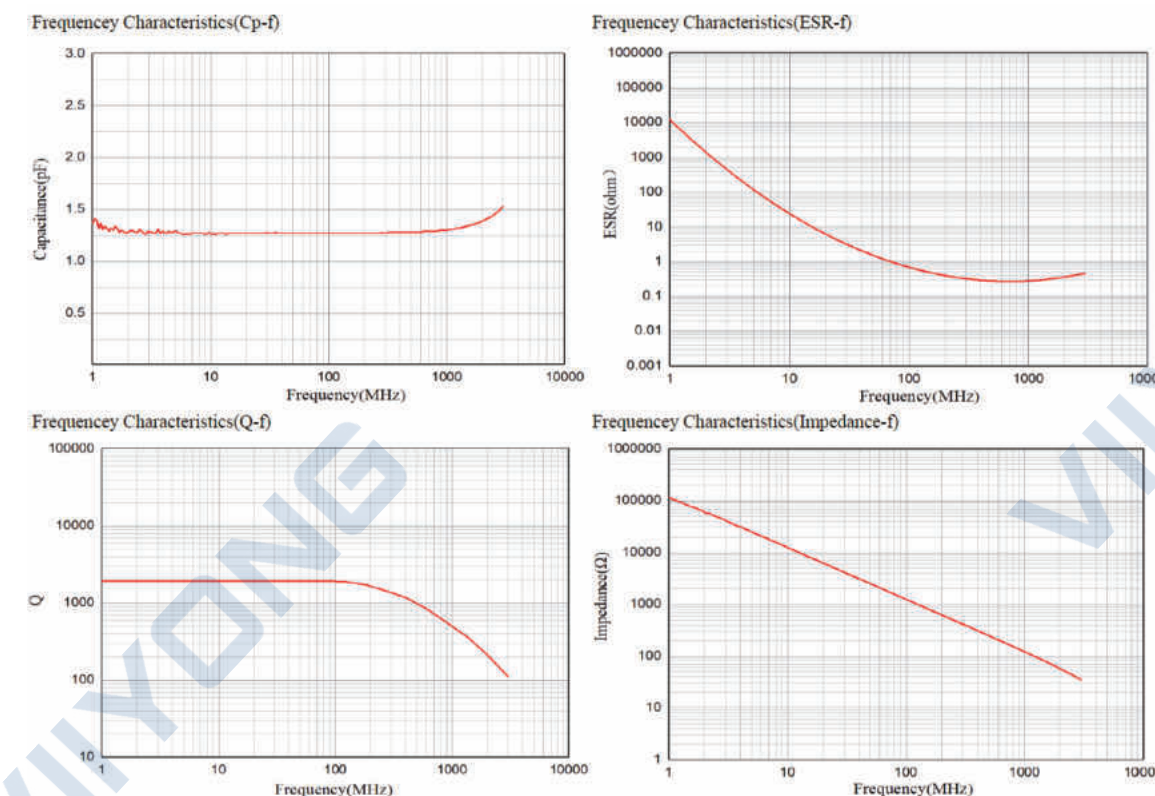 Frequencey Characteristics(Cp-f)
3.0
2.5
2.0
1.5
1.0
0.5
Capacitance(pF)
1 10 100 1000 10000
Frequency(MHz)
Frequencey Characteristics(ESR-f)
1000000
100000
10000
1000
100
10
1
0.1
0.01
0.001
ESR(ohm)
1 10 100 1000 1000
Frequency(MHz)
Frequencey Characteristics(Q-f)
100000
10000
1000
100
10
Q
1 10 100 1000 10000
Frequency(MHz)
Frequencey Characteristics(Impedance-f)
1000000
100000
10000
1000
100
10
1
Impedance(Ω)
1 10 100 1000 1000
Frequency(MHz)
VIIYONG
VII